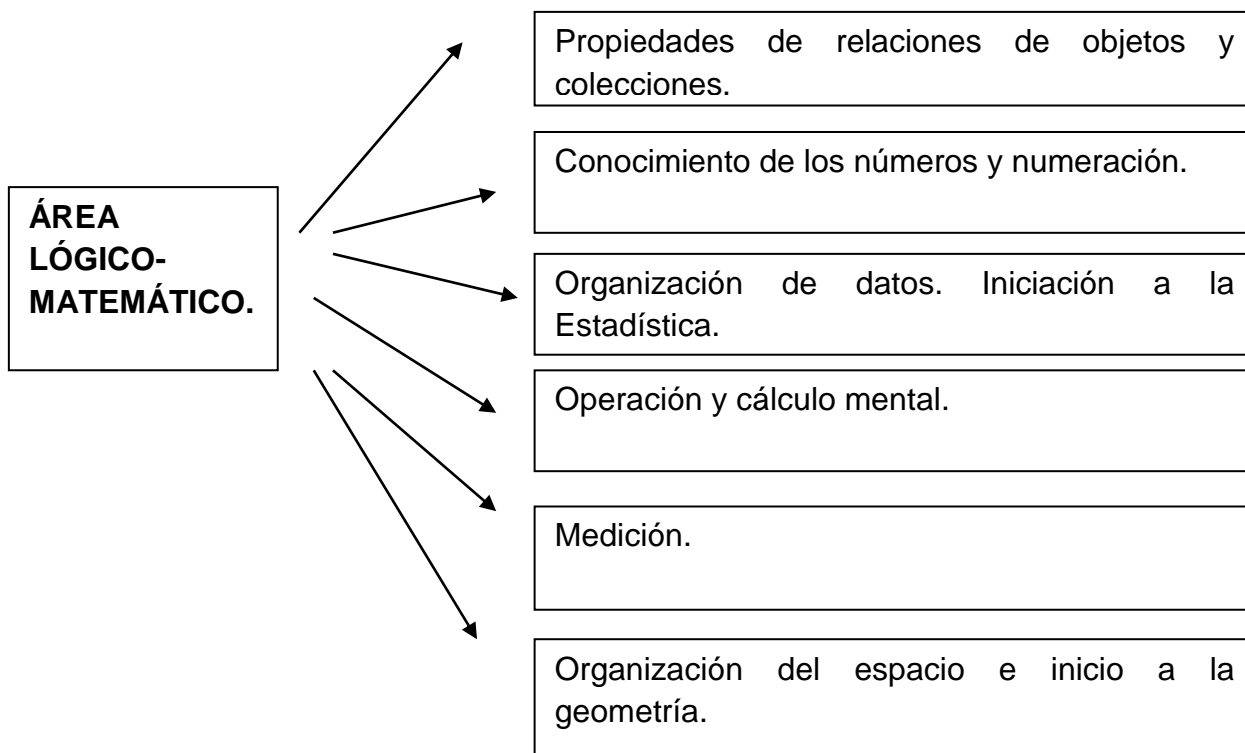 Propiedades de relaciones de objetos y
colecciones.
Conocimiento de los números y numeración.
ÁREA
LÓGICO-
MATEMÁTICO.
Organización de datos. Iniciación a la
Estadística.
Operación y cálculo mental.
Medición.
Organización del espacio e inicio a la
geometría.